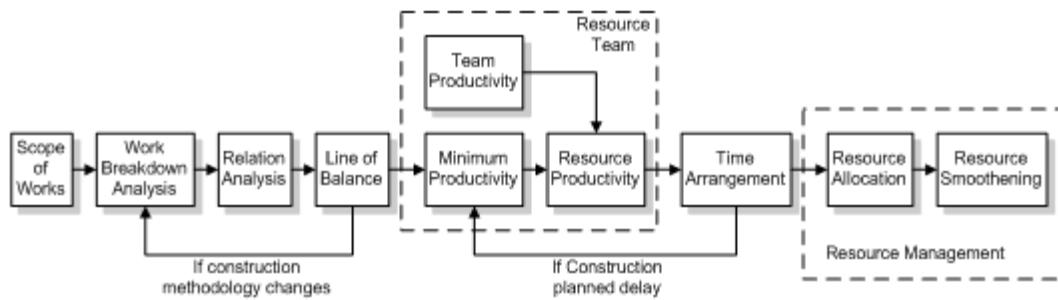 Resource
Team
Team
Productivity
Scope
of
Works
Work
Breakdown
Analysis
Relation
Analysis
Line of
Balance
Minimum
Productivity
Resource
Productivity
Time
Arrangement
Resource
Allocation
Resource
Smoothening
If construction
methodology changes
If Construction
planned delay
Resource Management